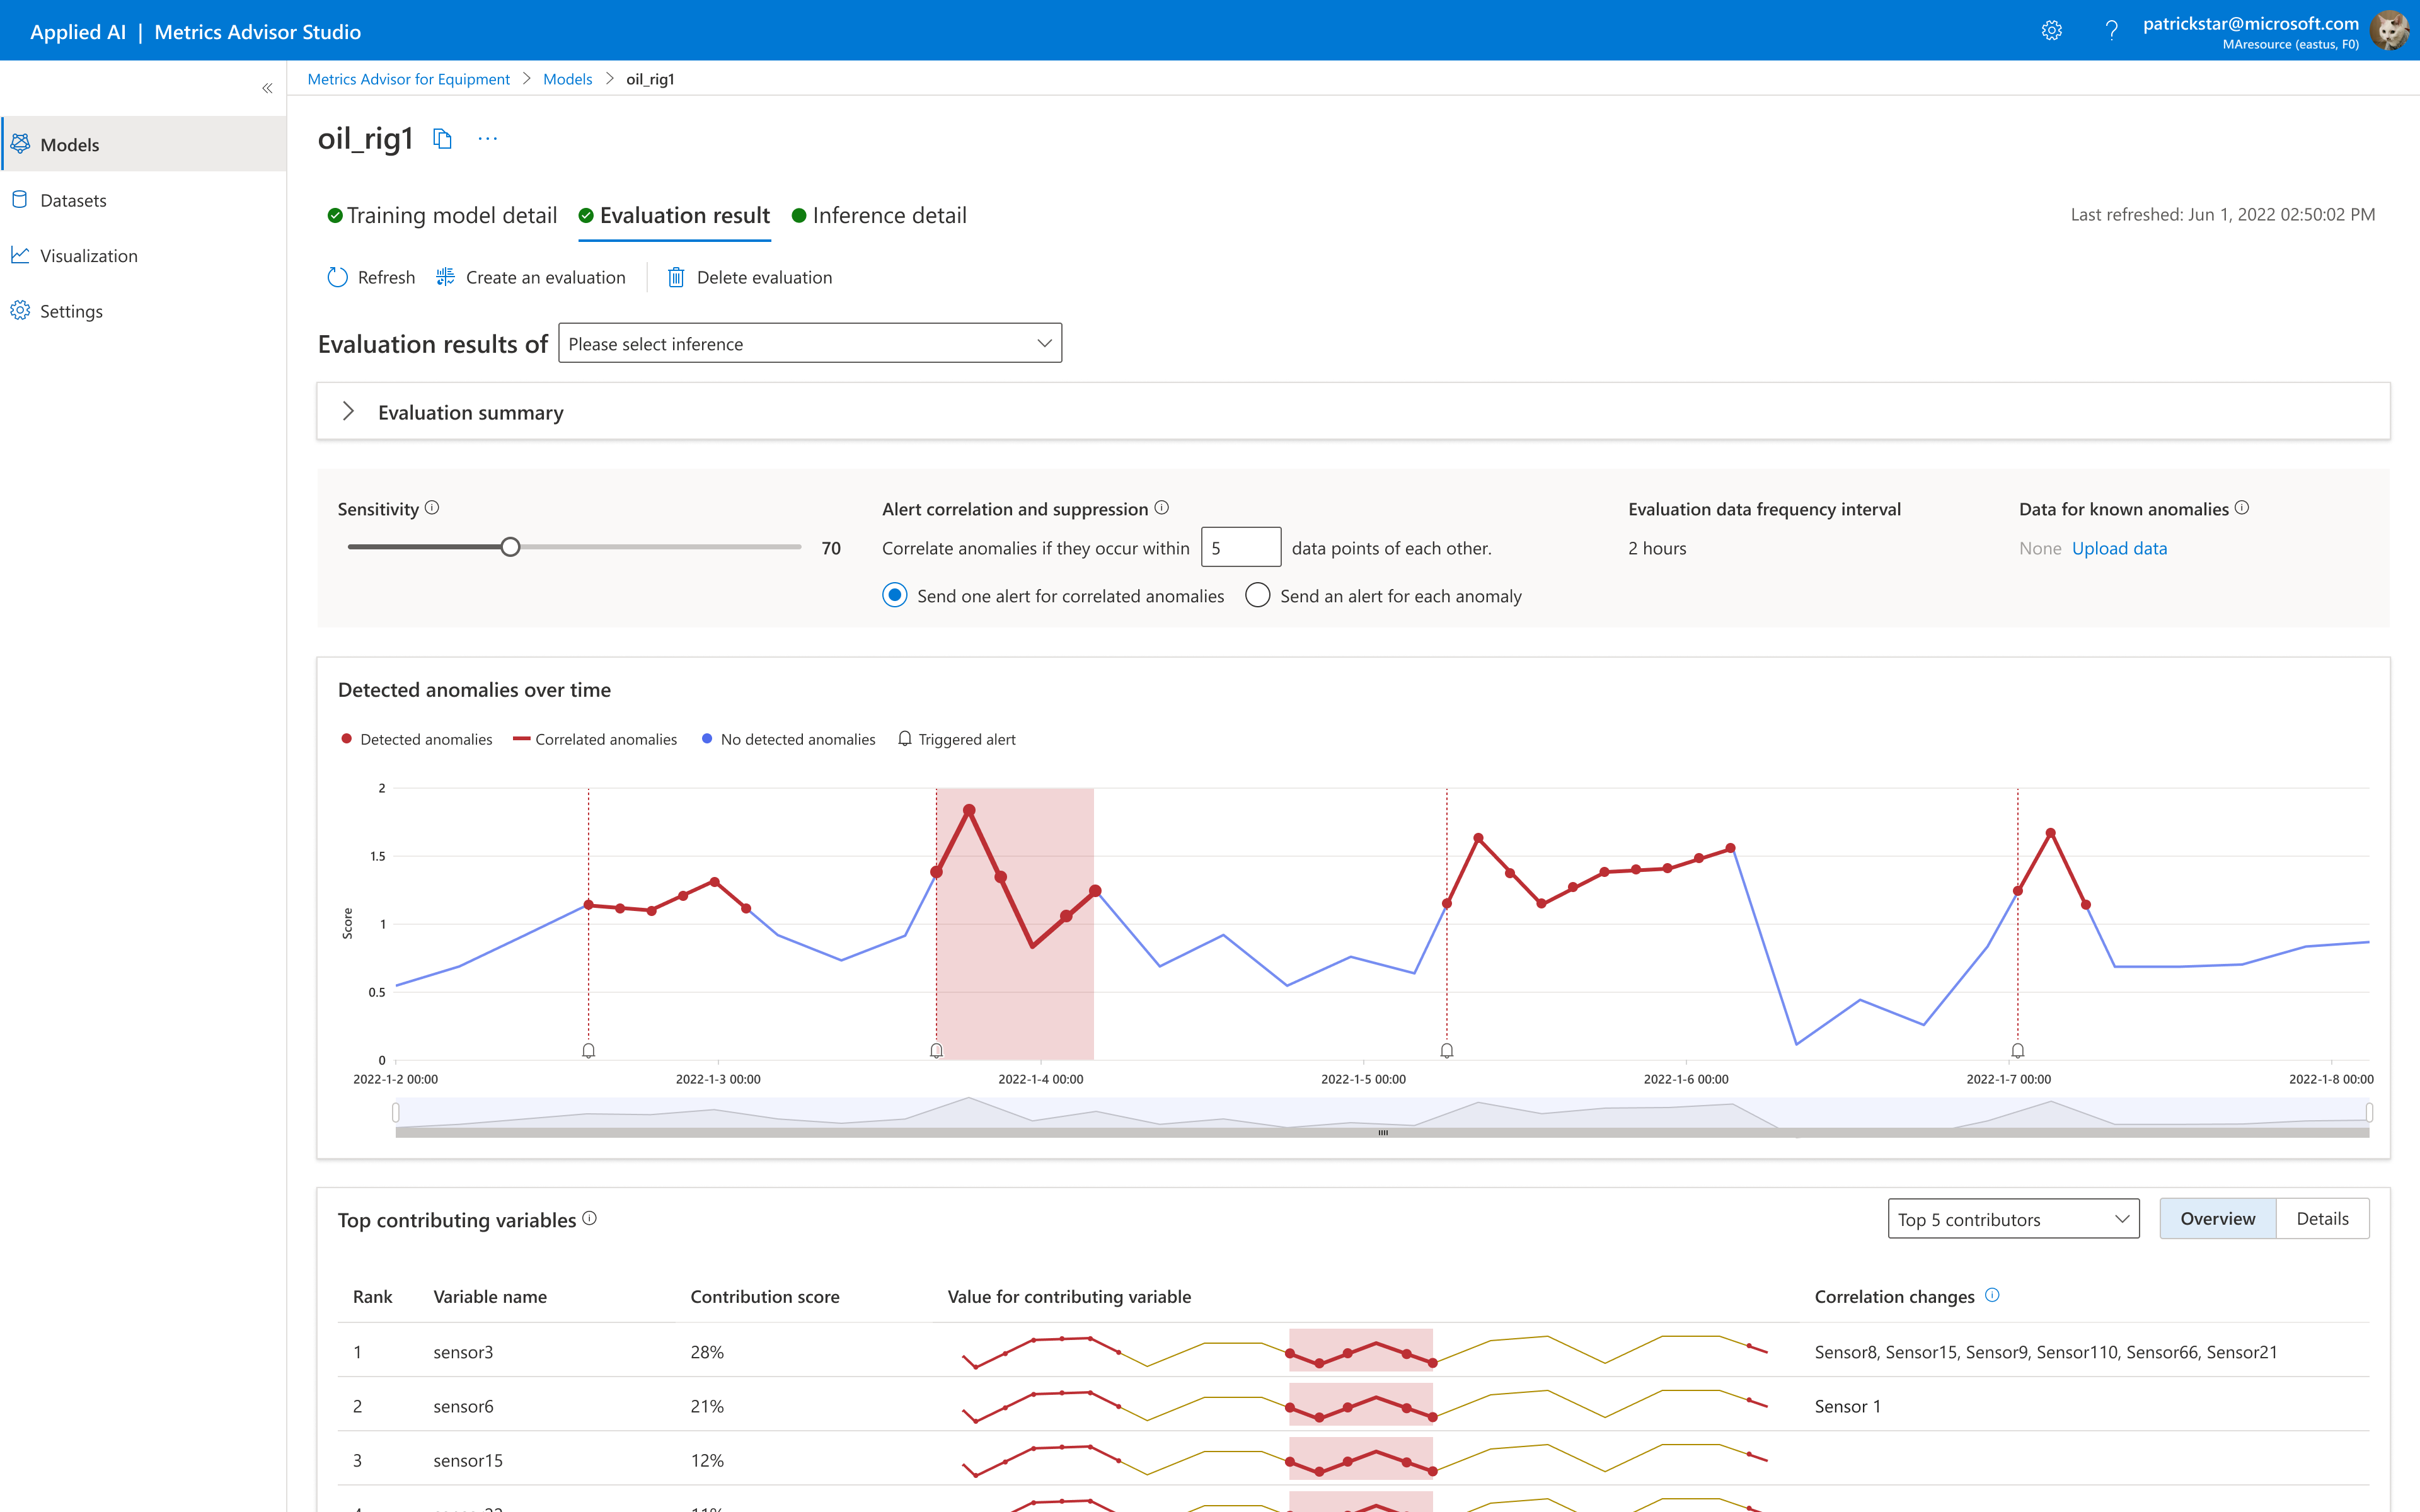 Applied AI | Metrics Advisor Studio
patrickstar@microsoft.com
MAresource (eastus, F0)
Metrics Advisor for Equipment > Models > oil_rig1
Models
Datasets
Visualization
Settings
oil_rig1
Training model detail Evaluation result Inference detail
Last refreshed: Jun 1, 2022 02:50:02 PM
Refresh Create an evaluation Delete evaluation
Evaluation results of Please select inference
Evaluation summary
Sensitivity
70
Alert correlation and suppression
Correlate anomalies if they occur within 5 data points of each other.
Send one alert for correlated anomalies Send an alert for each anomaly
Evaluation data frequency interval
2 hours
Data for known anomalies
None Upload data
Detected anomalies over time
Detected anomalies Correlated anomalies No detected anomalies Triggered alert
2
1.5
1
0.5
0
Score
2022-1-2 00:00 2022-1-3 00:00 2022-1-4 00:00 2022-1-5 00:00 2022-1-6 00:00 2022-1-7 00:00 2022-1-8 00:00
Top contributing variables
Top 5 contributors
Overview Details
Rank Variable name Contribution score Value for contributing variable Correlation changes
1 sensor3 28% Sensor8, Sensor15, Sensor9, Sensor110, Sensor66, Sensor21
2 sensor6 21% Sensor 1
3 sensor15 12%